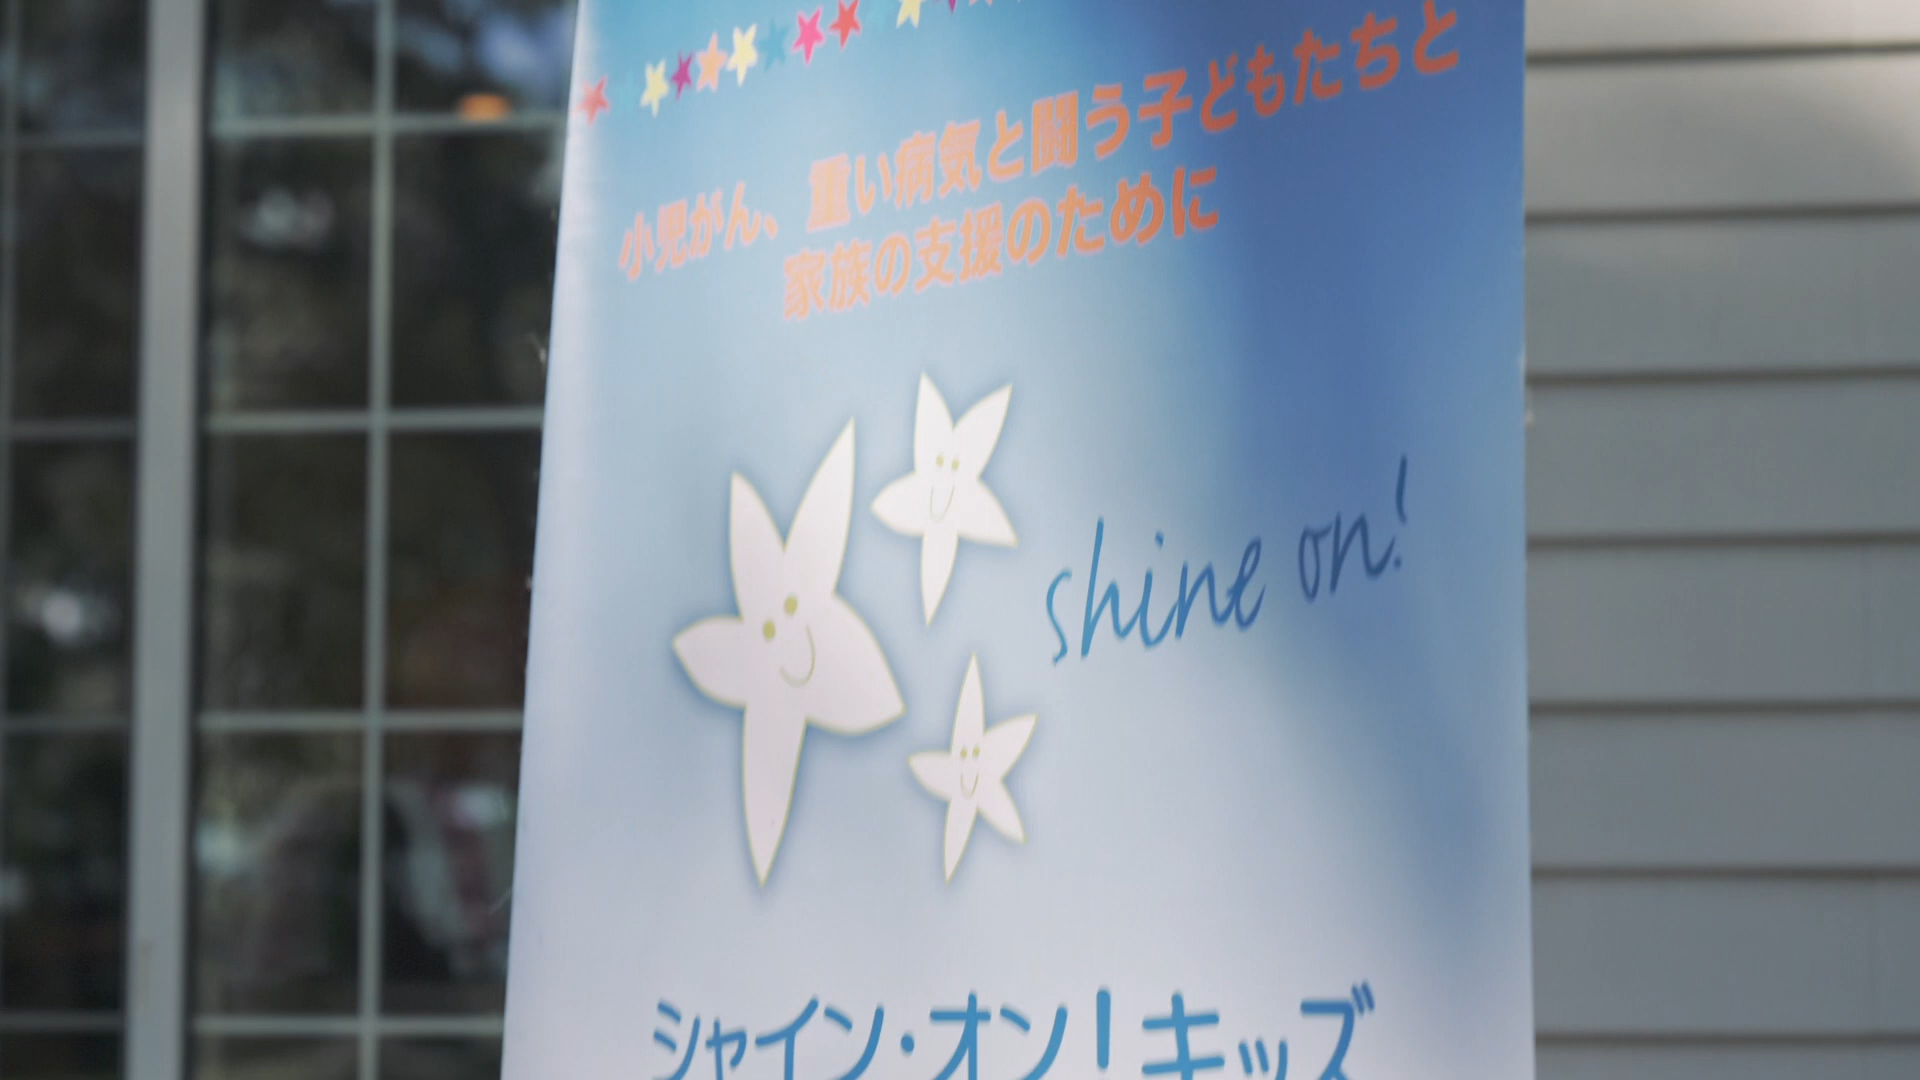 小児がん、重い病気と闘う子どもたちと
家族の支援のために
shine on!
シャイン・オン!キッズ